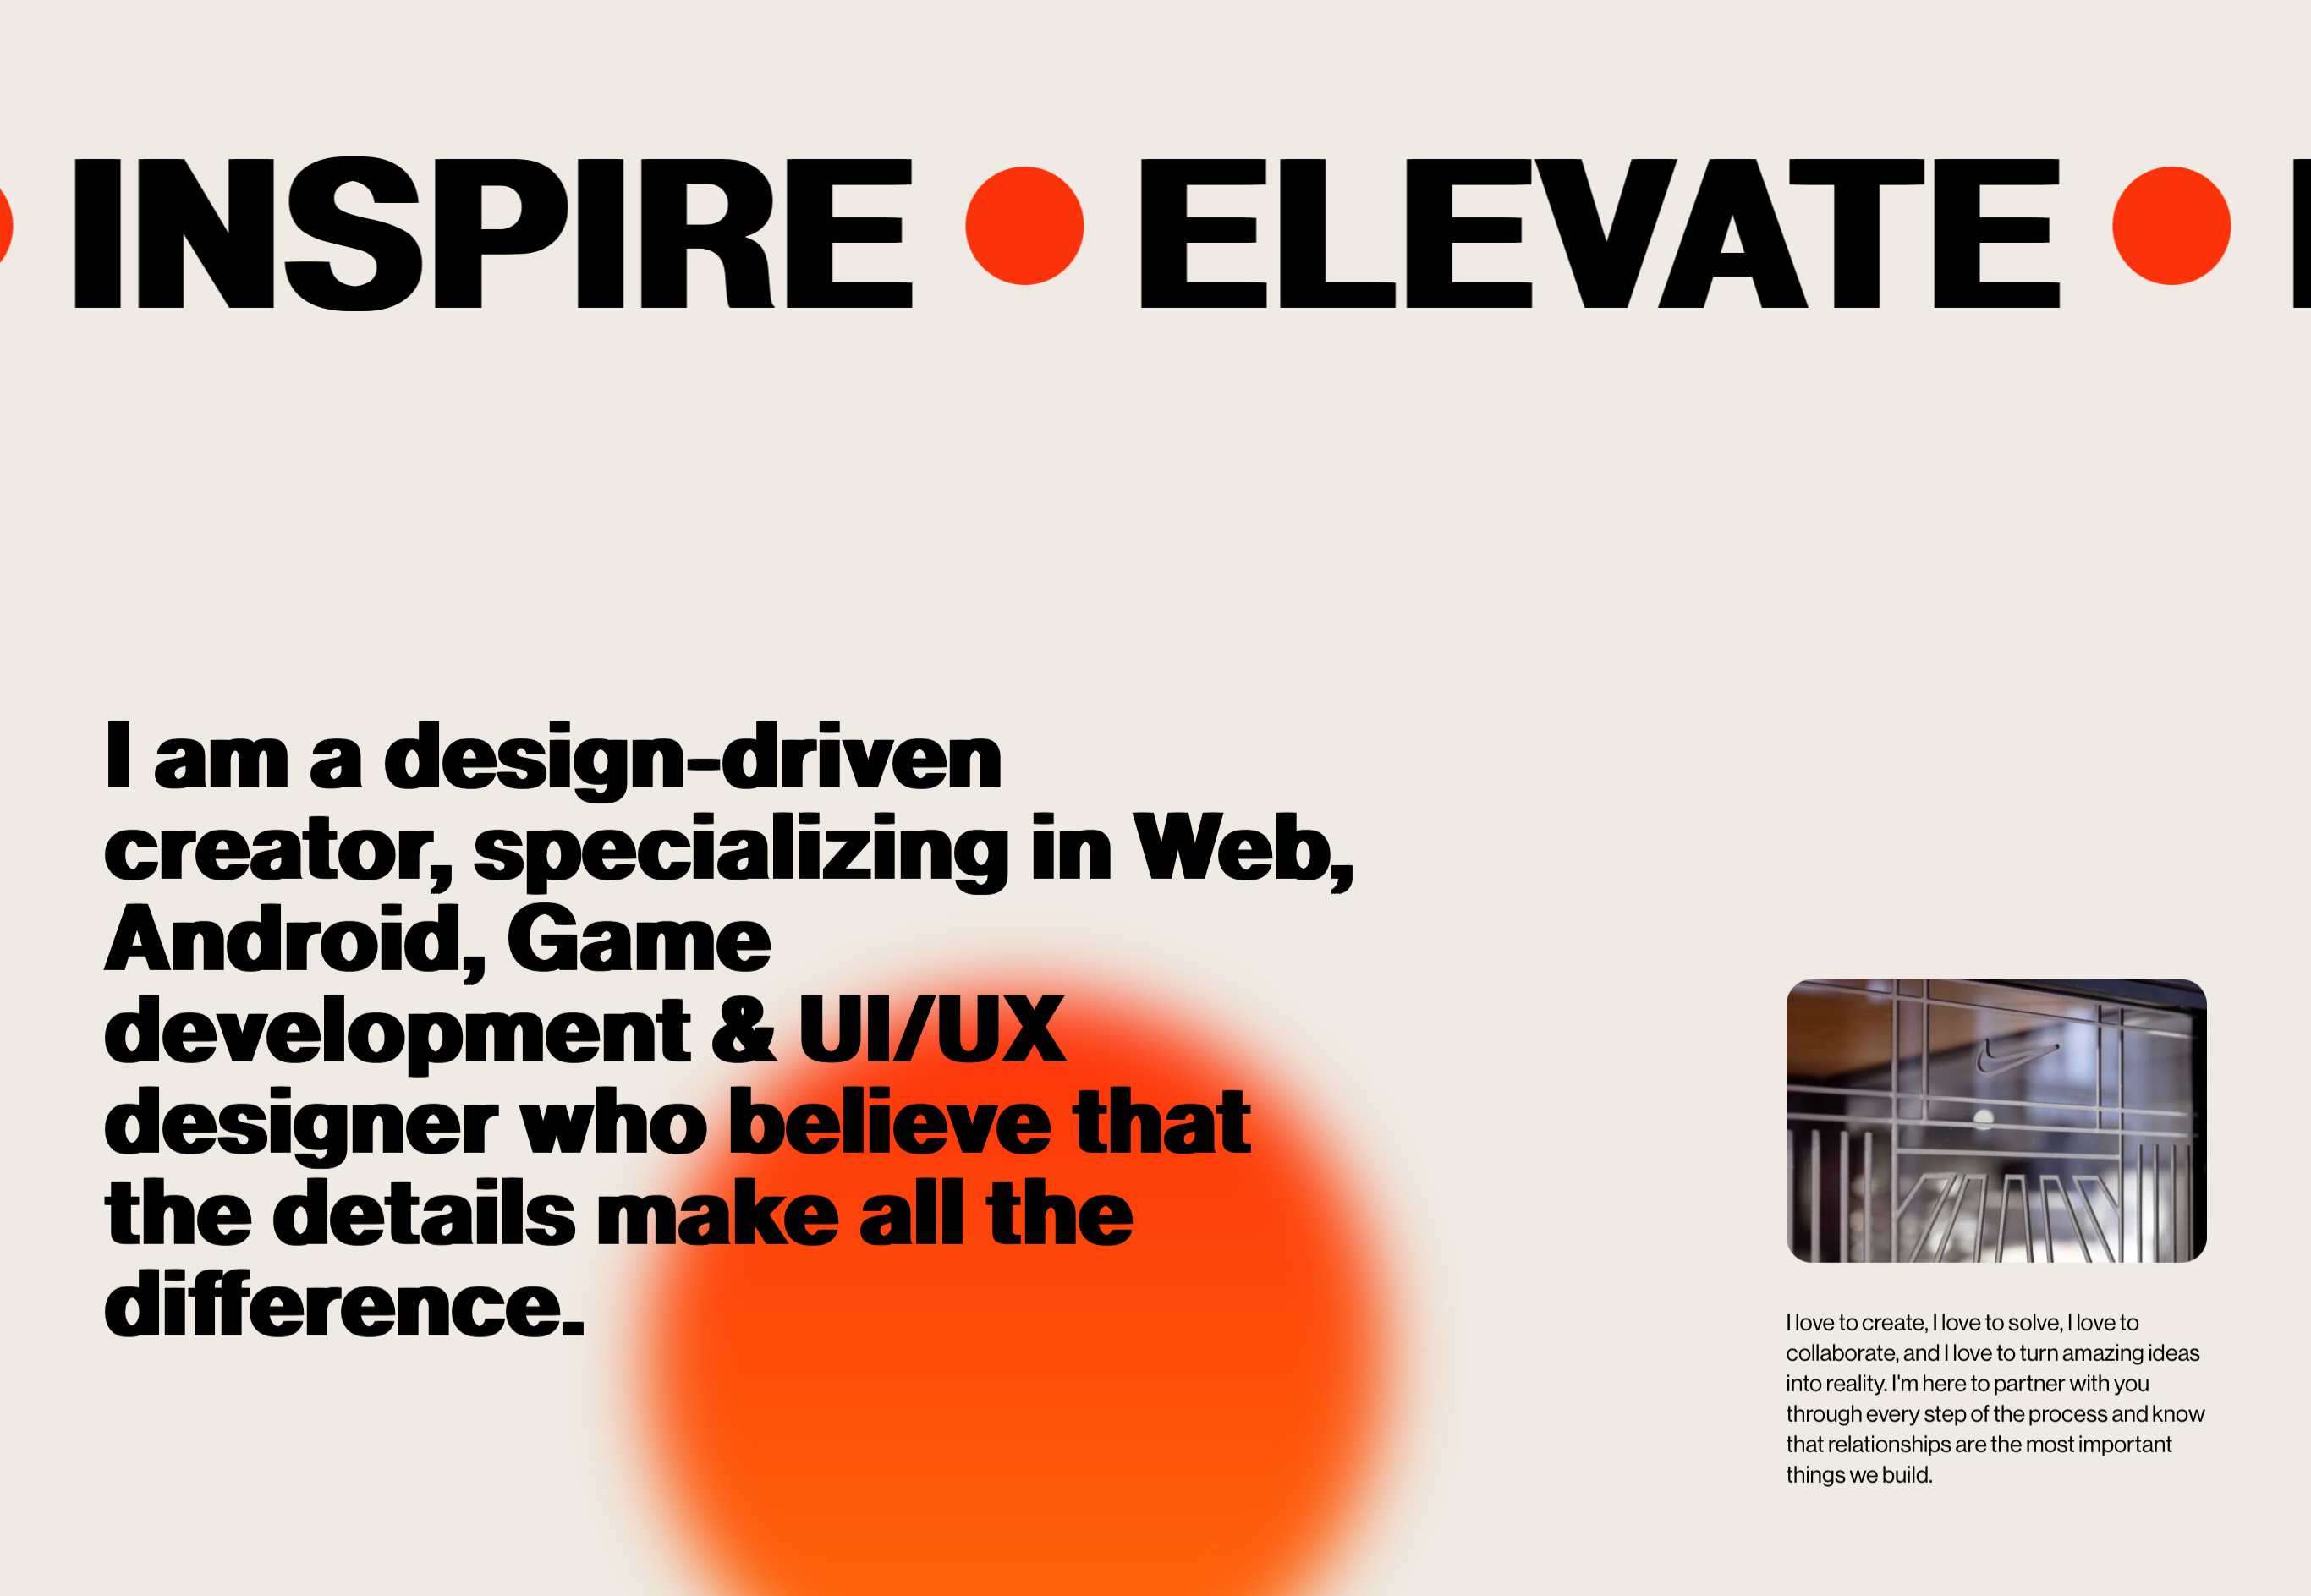 INSPIRE ELEVATE
I am a design-driven
creator, specializing in Web,
Android, Game
development & UI/UX
designer who believe that
the details make all the
difference.
I love to create, I love to solve, I love to
collaborate, and I love to turn amazing ideas
into reality. I'm here to partner with you
through every step of the process and know
that relationships are the most important
things we build.